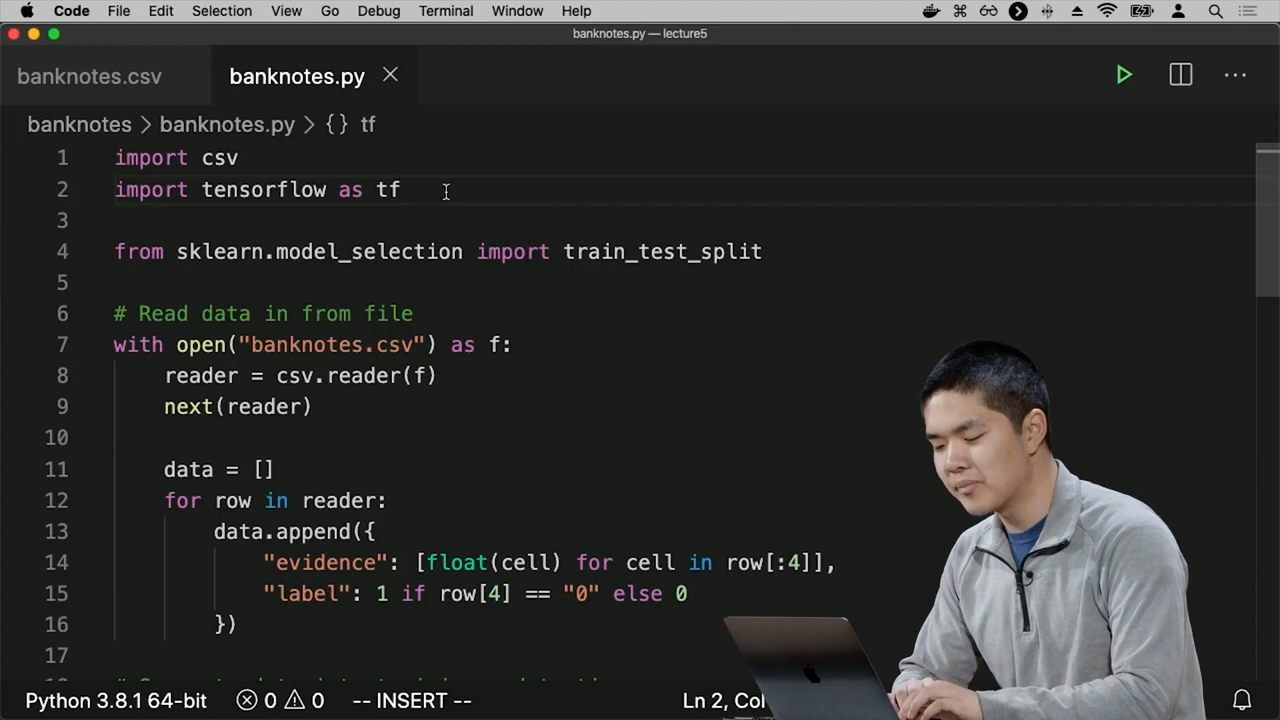 Code File Edit Selection View Go Debug Terminal Window Help
banknotes.py — lecture5
banknotes.csv banknotes.py
banknotes > banknotes.py > {} tf
1 import csv
2 import tensorflow as tf
3
4 from sklearn.model_selection import train_test_split
5
6 # Read data in from file
7 with open("banknotes.csv") as f:
8 reader = csv.reader(f)
9 next(reader)
10
11 data = []
12 for row in reader:
13 data.append({
14 "evidence": [float(cell) for cell in row[:4]],
15 "label": 1 if row[4] == "0" else 0
16 })
17
Python 3.8.1 64-bit 0 0 -- INSERT -- Ln 2, Col